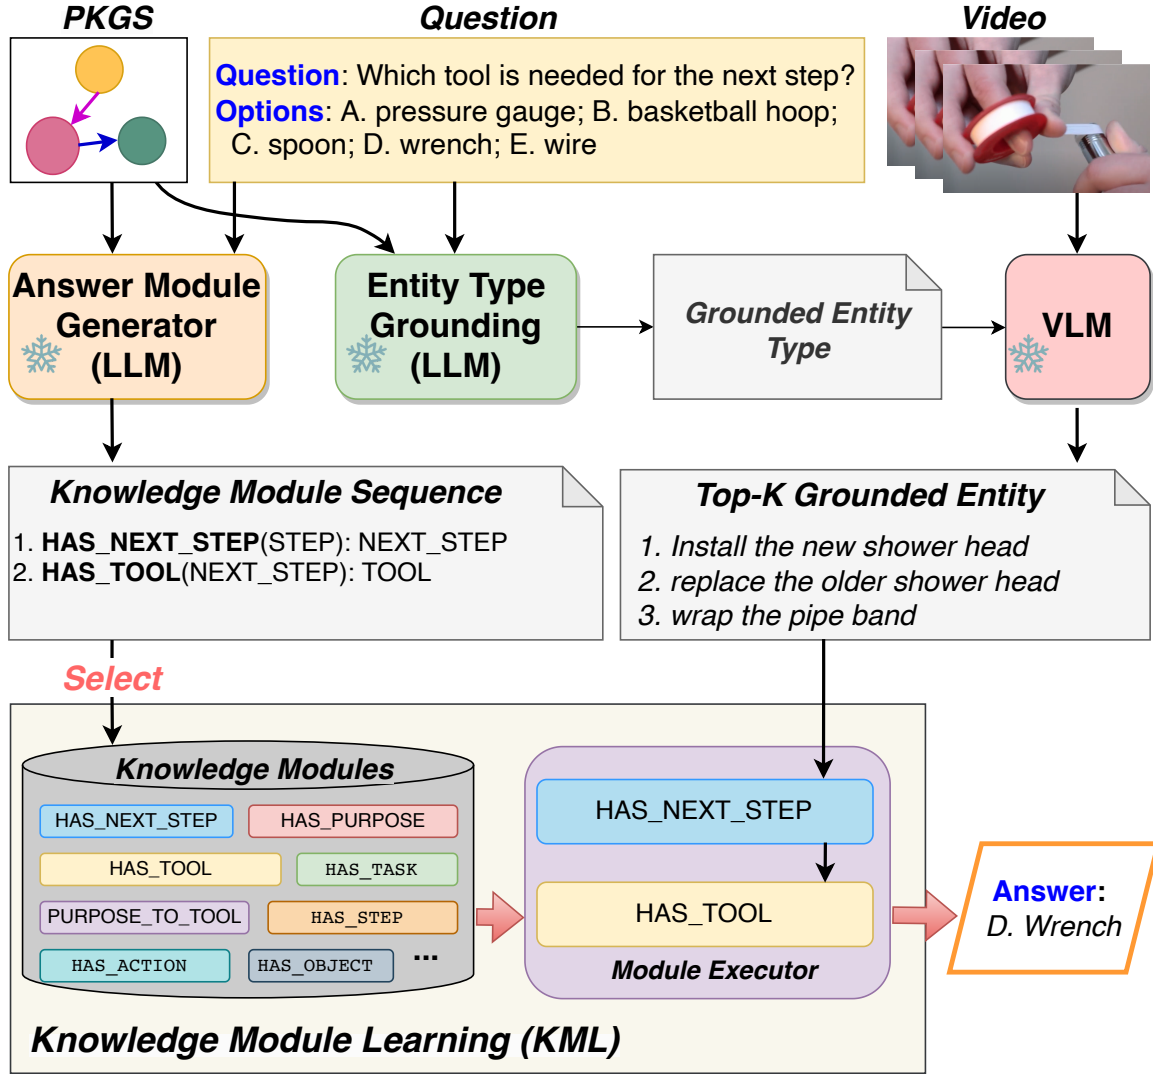 PKGS
Question
Video
Question: Which tool is needed for the next step?
Options: A. pressure gauge; B. basketball hoop;
C. spoon; D. wrench; E. wire
Answer Module
Generator
(LLM)
Entity Type
Grounding
(LLM)
Grounded Entity
Type
VLM
Knowledge Module Sequence
1. HAS_NEXT_STEP(STEP): NEXT_STEP
2. HAS_TOOL(NEXT_STEP): TOOL
Top-K Grounded Entity
1. Install the new shower head
2. replace the older shower head
3. wrap the pipe band
Select
Knowledge Modules
HAS_NEXT_STEP
HAS_PURPOSE
HAS_TOOL
HAS_TASK
PURPOSE_TO_TOOL
HAS_STEP
HAS_ACTION
HAS_OBJECT
...
HAS_NEXT_STEP
HAS_TOOL
Module Executor
Answer:
D. Wrench
Knowledge Module Learning (KML)